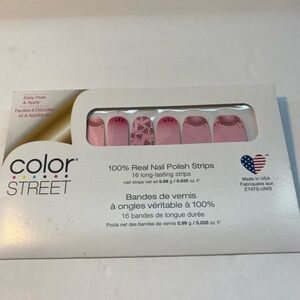 Easy Peel
& Apply
Faciles à Décoller
et à Appliquer
color
STREET
100% Real Nail Polish Strips
16 long-lasting strips
nail strips net wt 0.99 g / 0.035 oz e
Bandes de vernis
à ongles véritable à 100%
16 bandes de longue durée
Poids net des bandes de vernis 0.99 g / 0.035 oz e
Made in USA
Fabriquées aux
ÉTATS-UNIS